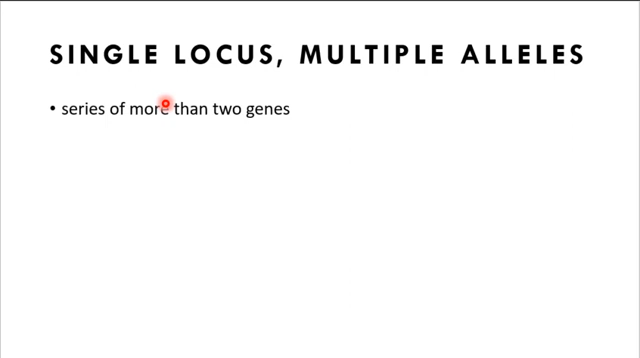 SINGLE LOCUS, MULTIPLE ALLELES
• series of more than two genes